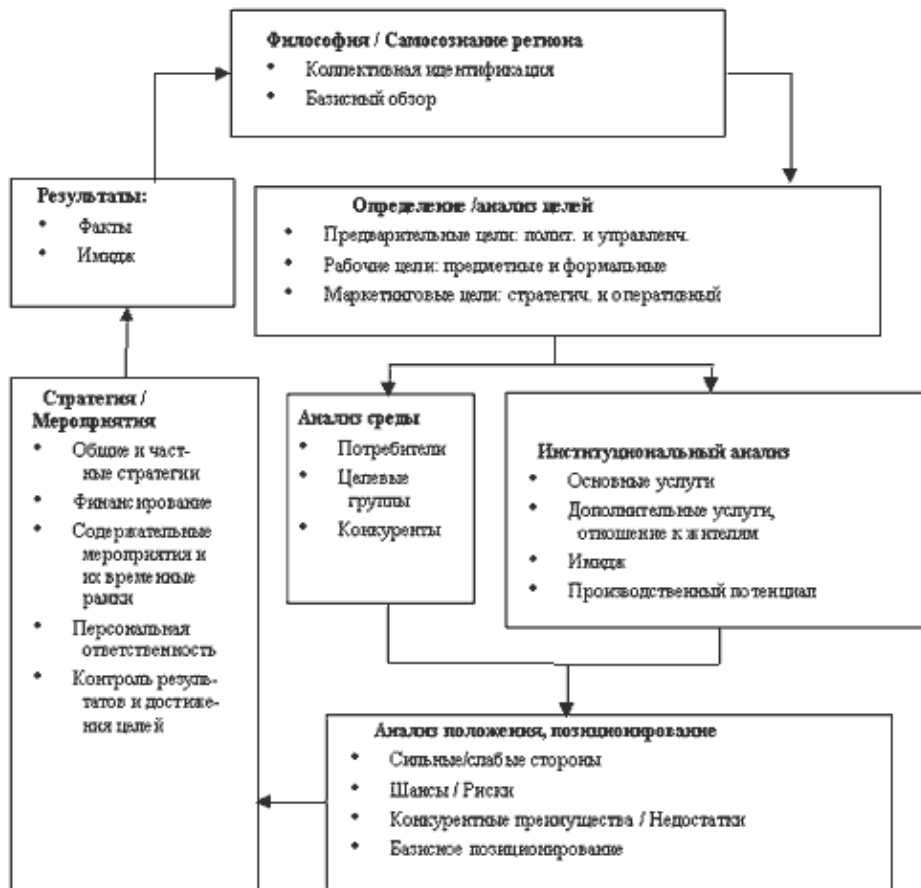 Философия / Самосознание региона
• Коллективная идентификация
• Базисный обзор
Результаты:
• Факты
• Имидж
Определение /анализ целей
• Предварительные цели: полит. и управленч.
• Рабочие цели: предметные и формальные
• Маркетинговые цели: стратегич. и оперативный
Стратегия /
Мероприятия
• Общие и част-
ные стратегии
• Финансирование
• Содержательные
мероприятия и
их временные
рамки
• Персональная
ответственность
• Контроль резуль-
татов и достиже-
ния целей
Анализ среды
• Потребители
• Целевые
группы
• Конкуренты
Институциональный анализ
• Основные услуги
• Дополнительные услуги,
отношение к жителям
• Имидж
• Производственный потенциал
Анализ положения, позиционирование
• Сильные/слабые стороны
• Шансы / Риски
• Конкурентные преимущества / Недостатки
• Базисное позиционирование